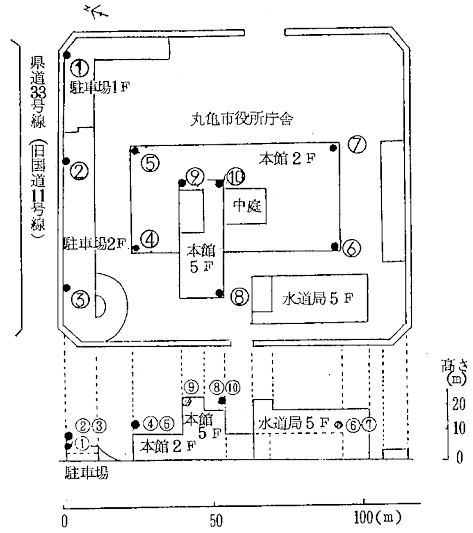 N
①
県道33号線(旧国道11号線)
駐車場1F
丸亀市役所庁舎
②
⑤
本館2F
⑦
⑨
⑩
中庭
駐車場2F
④
本館
5F
⑥
③
⑧
水道局5F
高さ
(m)
⑨
⑧⑩
20
②③
④⑤
本館
5F
水道局5F
⑥⑦
10
①
本館2F
0
駐車場
0
50
100(m)